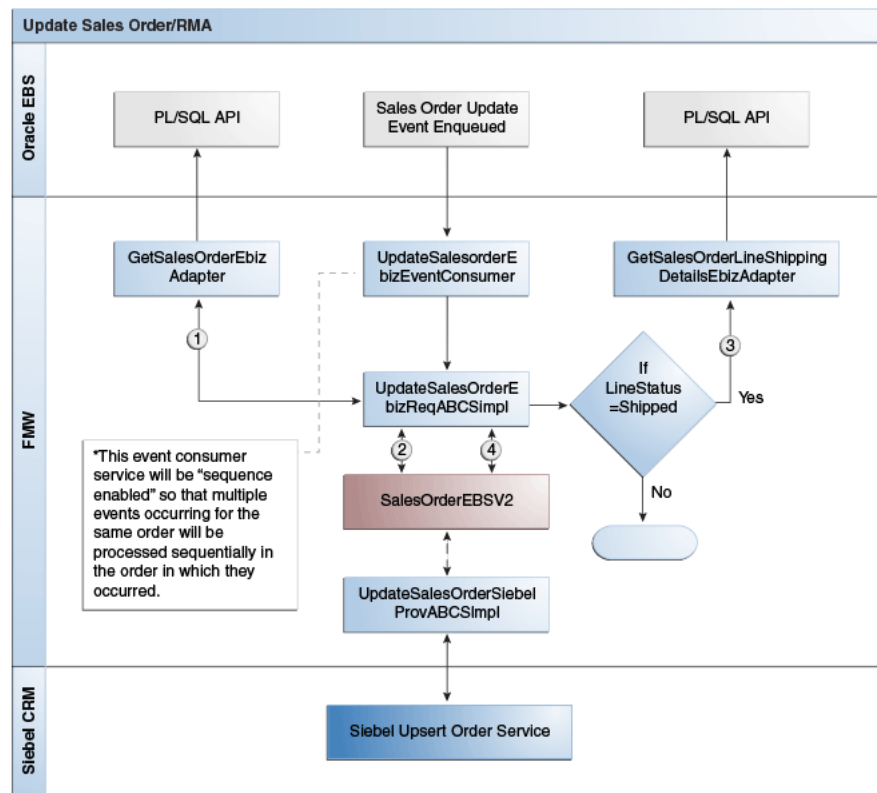 Update Sales Order/RMA
Oracle EBS
PL/SQL API
Sales Order Update
Event Enqueued
PL/SQL API
FMW
GetSalesOrderEbiz
Adapter
UpdateSalesorderE
bizEventConsumer
GetSalesOrderLineShipping
DetailsEbizAdapter
1
3
If
LineStatus
=Shipped
Yes
UpdateSalesOrderE
bizReqABCSImpl
2
4
*This event consumer
service will be “sequence
enabled” so that multiple
events occurring for the
same order will be
processed sequentially in
the order in which they
occurred.
No
SalesOrderEBSV2
UpdateSalesOrderSiebel
ProvABCSImpl
Siebel CRM
Siebel Upsert Order Service